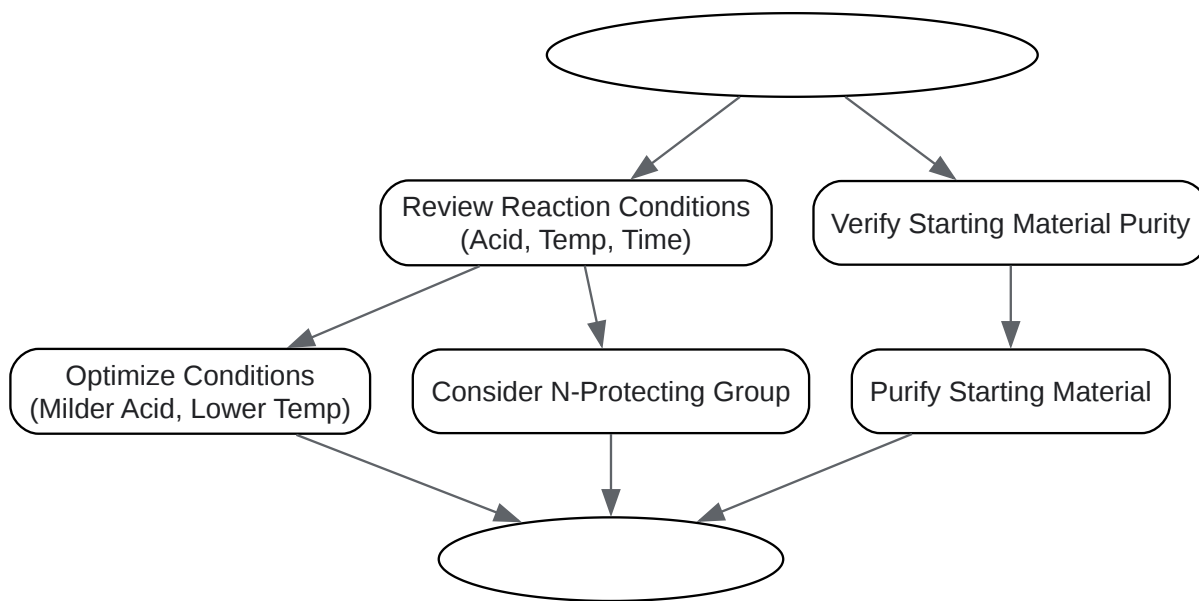 Review Reaction Conditions
(Acid, Temp, Time)
Verify Starting Material Purity
Optimize Conditions
(Milder Acid, Lower Temp)
Consider N-Protecting Group
Purify Starting Material